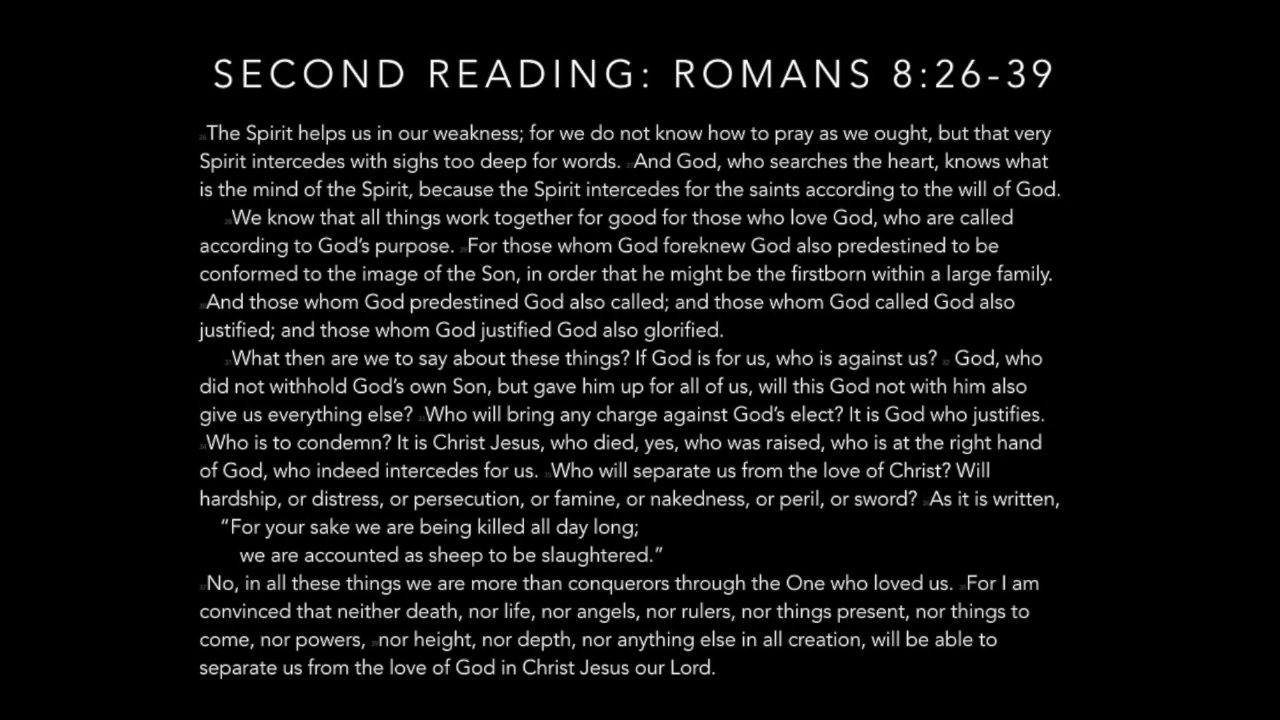 SECOND READING: ROMANS 8:26-39
The Spirit helps us in our weakness; for we do not know how to pray as we ought, but that very
Spirit intercedes with sighs too deep for words. And God, who searches the heart, knows what
is the mind of the Spirit, because the Spirit intercedes for the saints according to the will of God.
We know that all things work together for good for those who love God, who are called
according to God's purpose. For those whom God foreknew God also predestined to be
conformed to the image of the Son, in order that he might be the firstborn within a large family.
And those whom God predestined God also called; and those whom God called God also
justified; and those whom God justified God also glorified.
What then are we to say about these things? If God is for us, who is against us? God, who
did not withhold God's own Son, but gave him up for all of us, will this God not with him also
give us everything else? Who will bring any charge against God's elect? It is God who justifies.
Who is to condemn? It is Christ Jesus, who died, yes, who was raised, who is at the right hand
of God, who indeed intercedes for us. Who will separate us from the love of Christ? Will
hardship, or distress, or persecution, or famine, or nakedness, or peril, or sword? As it is written,
"For your sake we are being killed all day long;
we are accounted as sheep to be slaughtered."
No, in all these things we are more than conquerors through the One who loved us. For I am
convinced that neither death, nor life, nor angels, nor rulers, nor things present, nor things to
come, nor powers, nor height, nor depth, nor anything else in all creation, will be able to
separate us from the love of God in Christ Jesus our Lord.